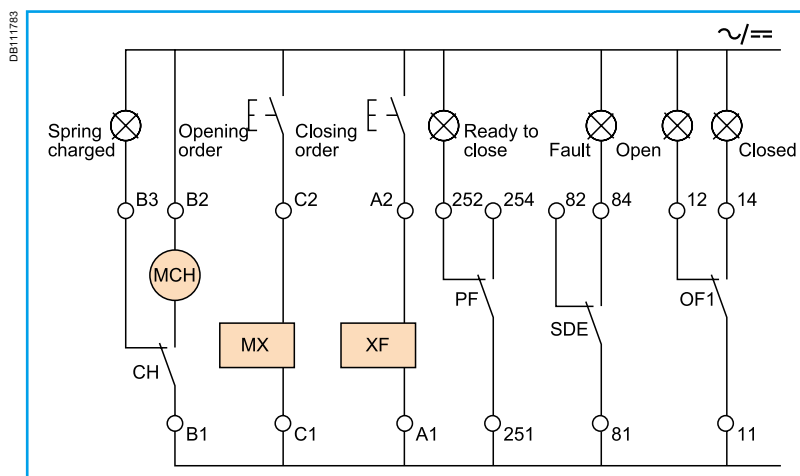 DB111783
~/==
Spring charged
Opening order
Closing order
Ready to close
Fault
Open
Closed
B3
B2
C2
A2
252
254
82
84
12
14
MCH
PF
OF1
SDE
MX
XF
CH
B1
C1
A1
251
81
11